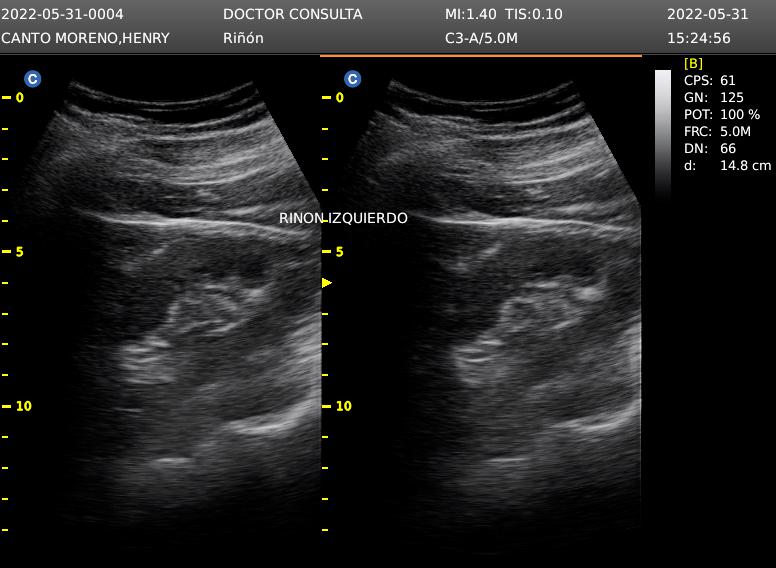 2022-05-31-0004 DOCTOR CONSULTA MI:1.40 TIS:0.10 2022-05-31
CANTO MORENO,HENRY Riñón C3-A/5.0M 15:24:56
[B]
C C
0 0
CPS: 61
GN: 125
POT: 100 %
FRC: 5.0M
DN: 66
d: 14.8 cm
RINON IZQUIERDO
5 5
10 10